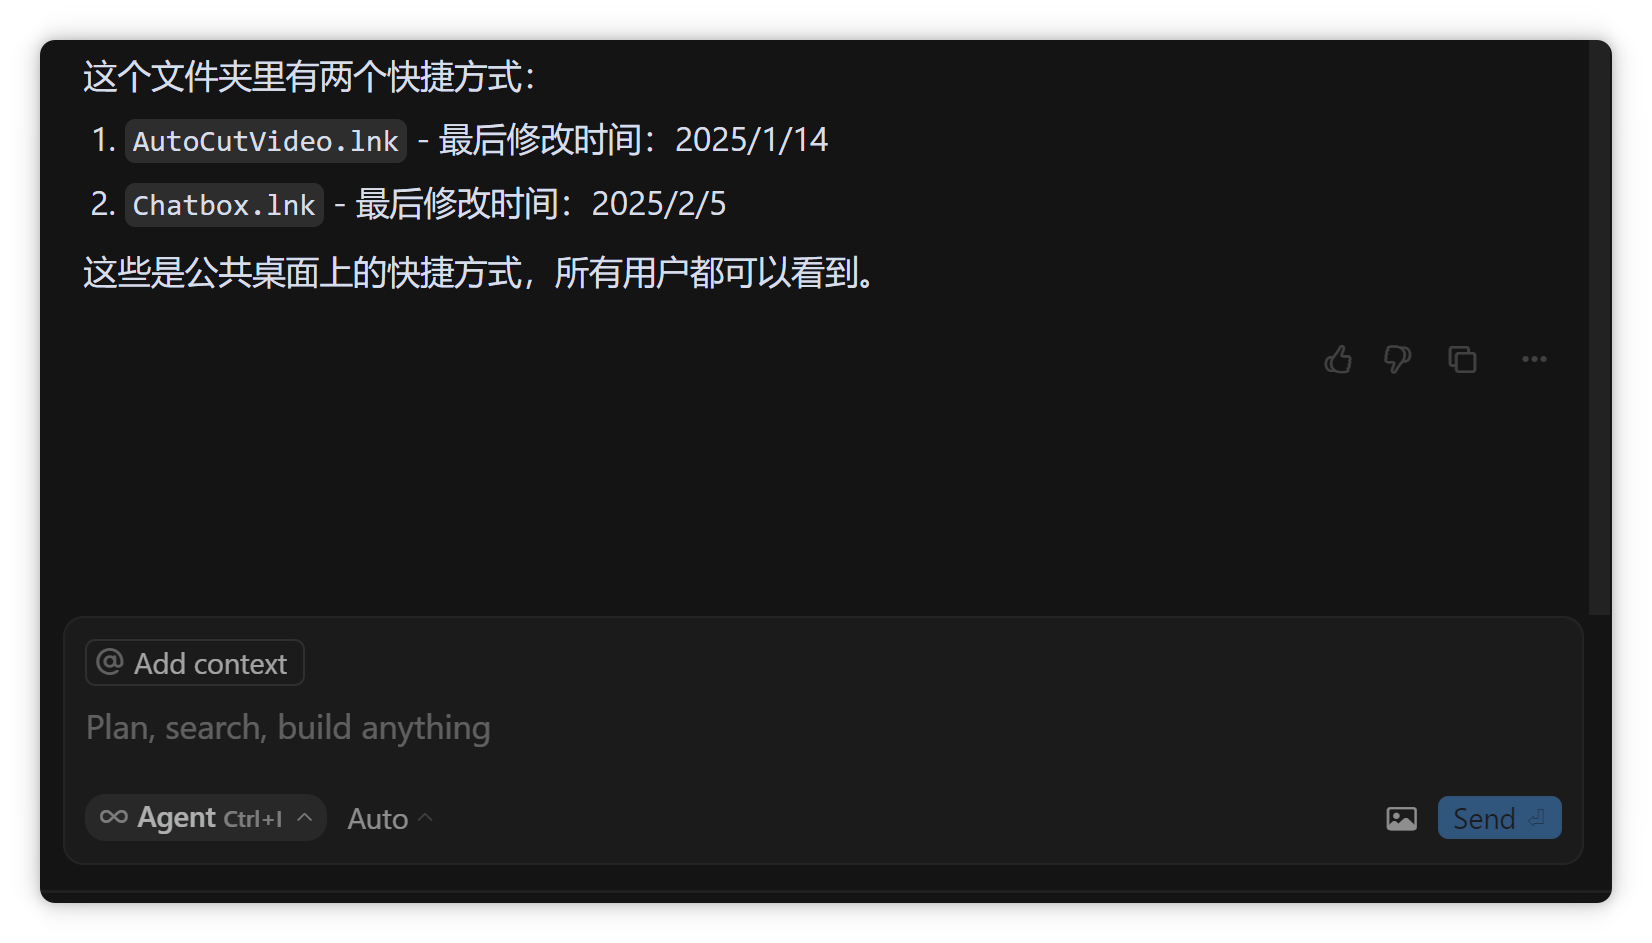 这个文件夹里有两个快捷方式：
1. AutoCutVideo.lnk - 最后修改时间：2025/1/14
2. Chatbox.lnk - 最后修改时间：2025/2/5
这些是公共桌面上的快捷方式，所有用户都可以看到。
@ Add context
Plan, search, build anything
∞ Agent Ctrl+I Auto Send ⏎